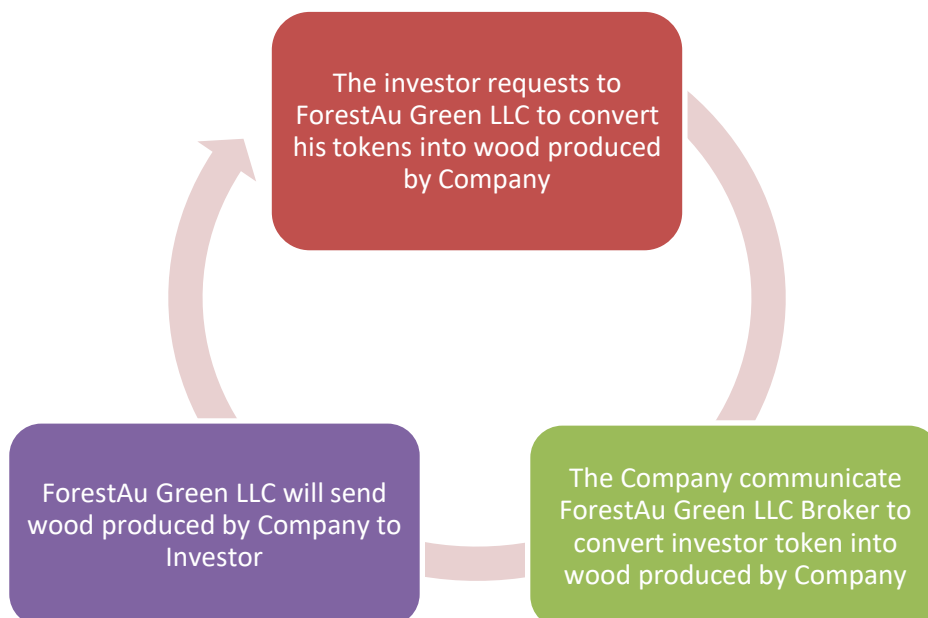 The investor requests to
ForestAu Green LLC to convert
his tokens into wood produced
by Company
The Company communicate
ForestAu Green LLC Broker to
convert investor token into
wood produced by Company
ForestAu Green LLC will send
wood produced by Company to
Investor